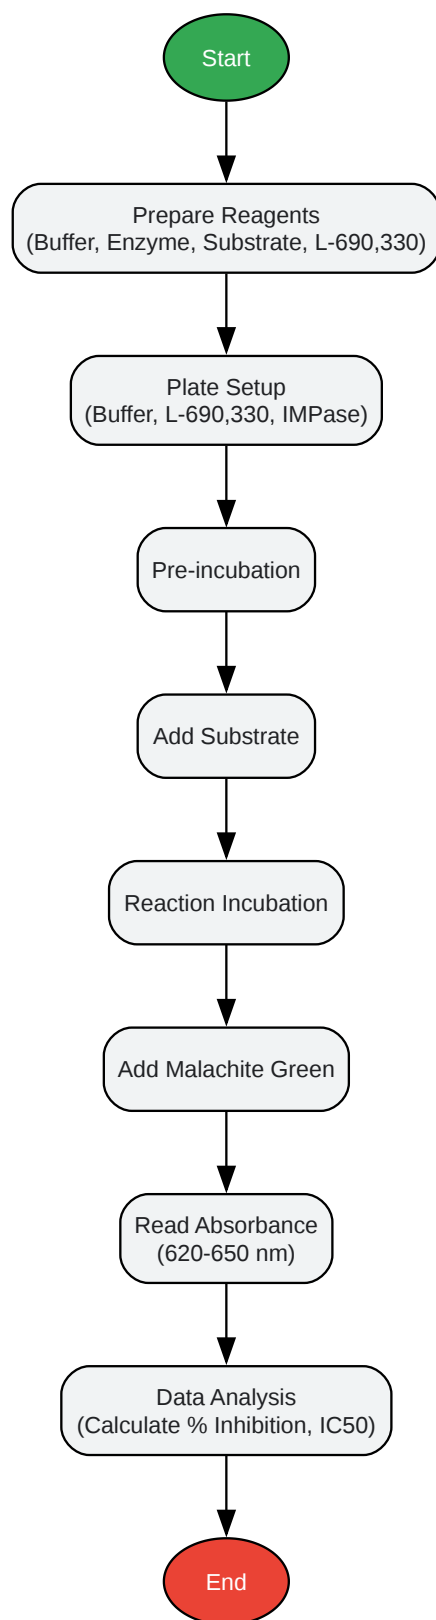 Start
Prepare Reagents
(Buffer, Enzyme, Substrate, L-690,330)
Plate Setup
(Buffer, L-690,330, IMPase)
Pre-incubation
Add Substrate
Reaction Incubation
Add Malachite Green
Read Absorbance
(620-650 nm)
Data Analysis
(Calculate % Inhibition, IC50)
End